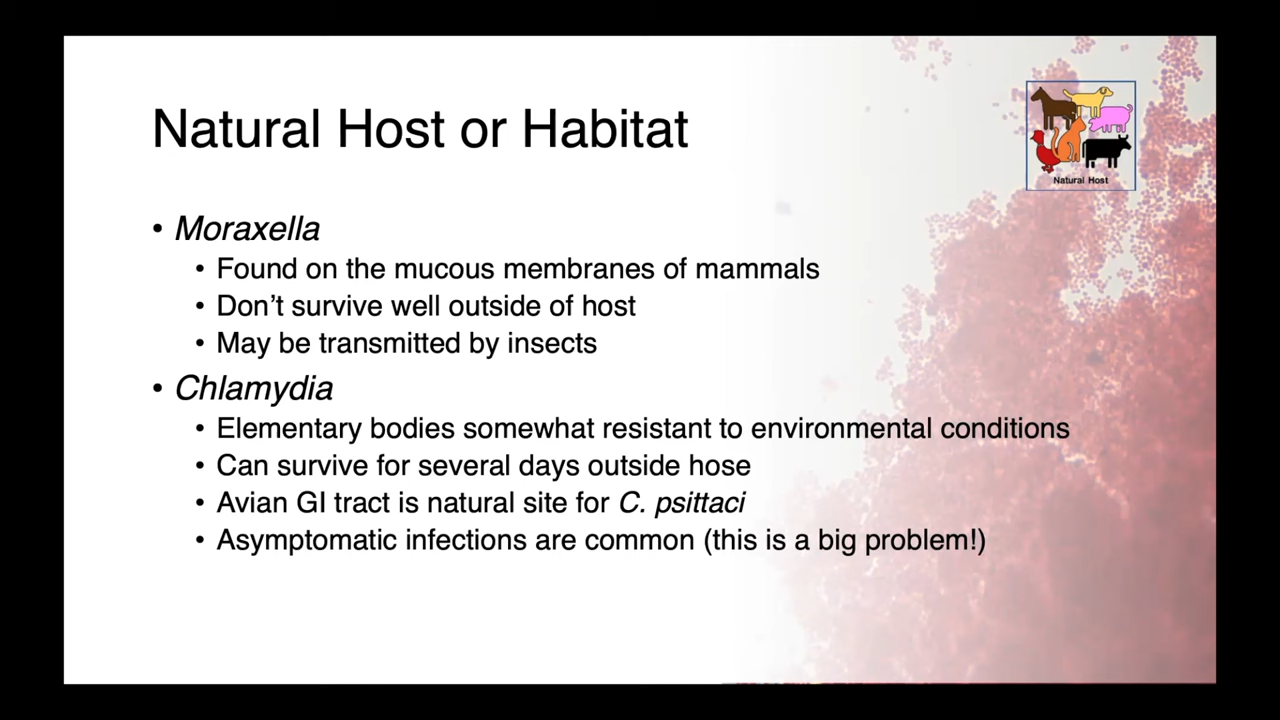 Natural Host or Habitat
Natural Host
• Moraxella
• Found on the mucous membranes of mammals
• Don’t survive well outside of host
• May be transmitted by insects
• Chlamydia
• Elementary bodies somewhat resistant to environmental conditions
• Can survive for several days outside hose
• Avian GI tract is natural site for C. psittaci
• Asymptomatic infections are common (this is a big problem!)